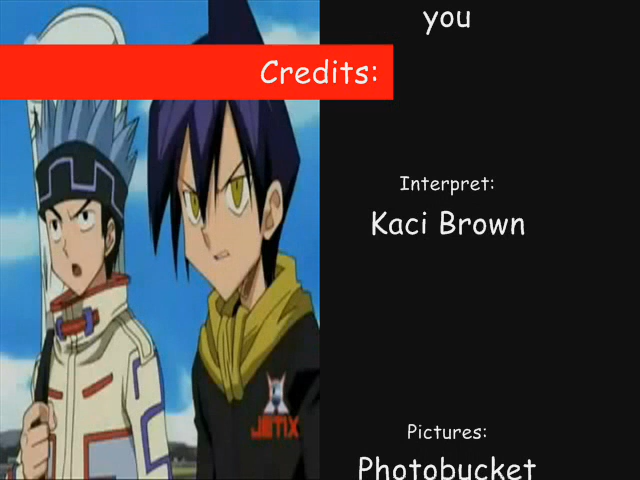 you
Credits:
Interpret:
Kaci Brown
JETIX
Pictures:
Photobucket